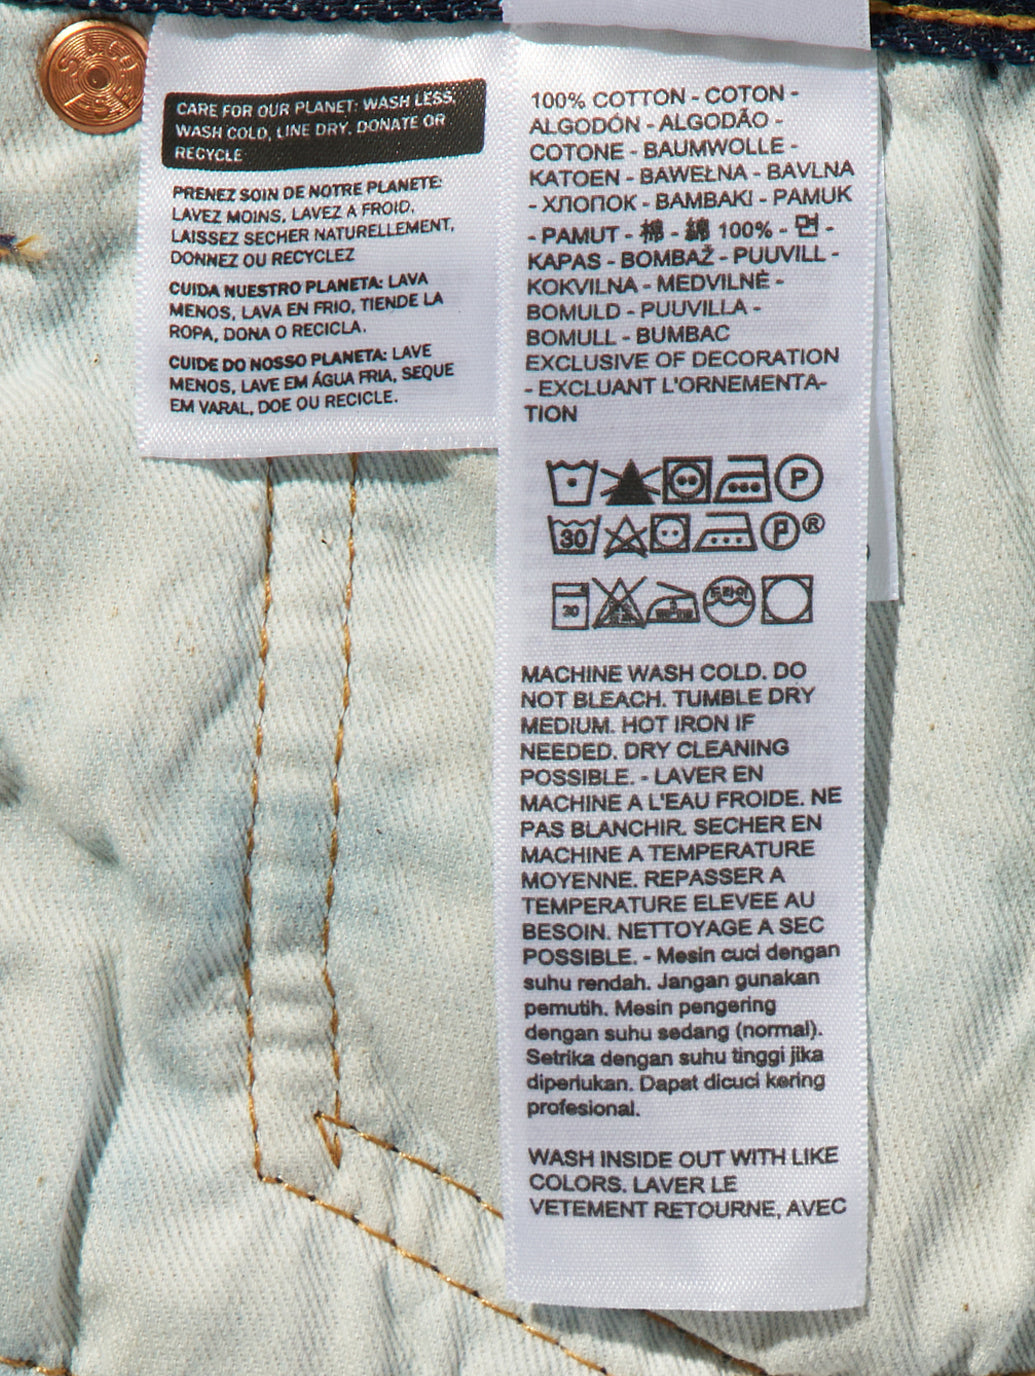 CARE FOR OUR PLANET: WASH LESS,
WASH COLD, LINE DRY, DONATE OR
RECYCLE
PRENEZ SOIN DE NOTRE PLANETE:
LAVEZ MOINS, LAVEZ A FROID,
LAISSEZ SECHER NATURELLEMENT,
DONNEZ OU RECYCLEZ
CUIDA NUESTRO PLANETA: LAVA
MENOS, LAVA EN FRIO, TIENDE LA
ROPA, DONA O RECICLA.
CUIDE DO NOSSO PLANETA: LAVE
MENOS, LAVE EM ÁGUA FRIA, SEQUE
EM VARAL, DOE OU RECICLE.
100% COTTON - COTON -
ALGODÓN - ALGODÃO -
COTONE - BAUMWOLLE -
KATOEN - BAWEŁNA - BAVLNA
- ХЛОПОК - BAMBAKI - PAMUK
- PAMUT - 棉 - 綿 100% - 면 -
KAPAS - BOMBAŽ - PUUVILL -
KOKVILNA - MEDVILNĖ -
BOMULD - PUUVILLA -
BOMULL - BUMBAC
EXCLUSIVE OF DECORATION
- EXCLUANT L'ORNEMENTA-
TION
P
30 P ®
30 드라이
MACHINE WASH COLD. DO
NOT BLEACH. TUMBLE DRY
MEDIUM. HOT IRON IF
NEEDED. DRY CLEANING
POSSIBLE. - LAVER EN
MACHINE A L'EAU FROIDE. NE
PAS BLANCHIR. SECHER EN
MACHINE A TEMPERATURE
MOYENNE. REPASSER A
TEMPERATURE ELEVEE AU
BESOIN. NETTOYAGE A SEC
POSSIBLE. - Mesin cuci dengan
suhu rendah. Jangan gunakan
pemutih. Mesin pengering
dengan suhu sedang (normal).
Setrika dengan suhu tinggi jika
diperlukan. Dapat dicuci kering
profesional.
WASH INSIDE OUT WITH LIKE
COLORS. LAVER LE
VETEMENT RETOURNE, AVEC